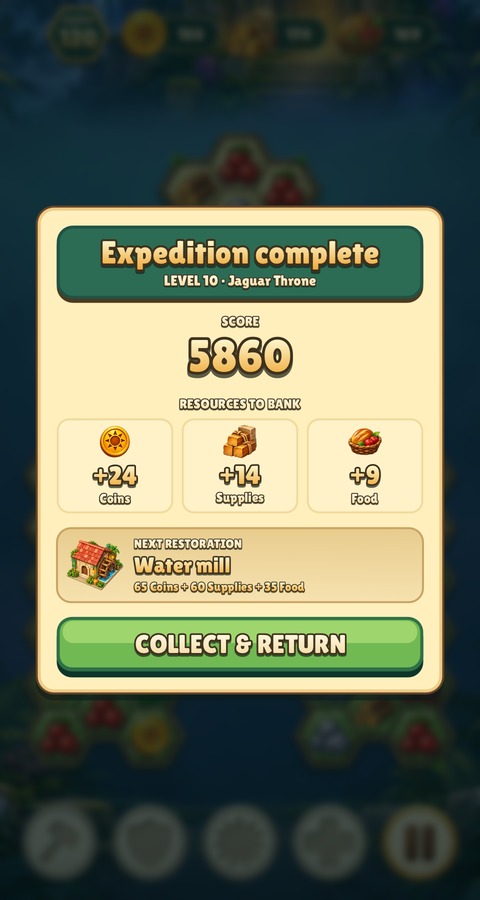 Expedition complete
LEVEL 10 · Jaguar Throne
SCORE
5860
RESOURCES TO BANK
+24
Coins
+14
Supplies
+9
Food
NEXT RESTORATION
Water mill
65 Coins + 60 Supplies + 35 Food
COLLECT & RETURN